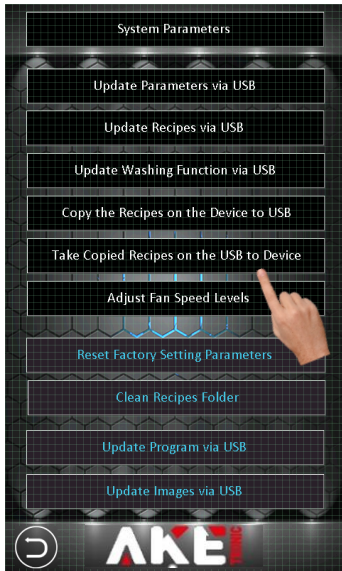 System Parameters
Update Parameters via USB
Update Recipes via USB
Update Washing Function via USB
Copy the Recipes on the Device to USB
Take Copied Recipes on the USB to Device
Adjust Fan Speed Levels
Reset Factory Setting Parameters
Clean Recipes Folder
Update Program via USB
Update Images via USB
AKE TRONIC